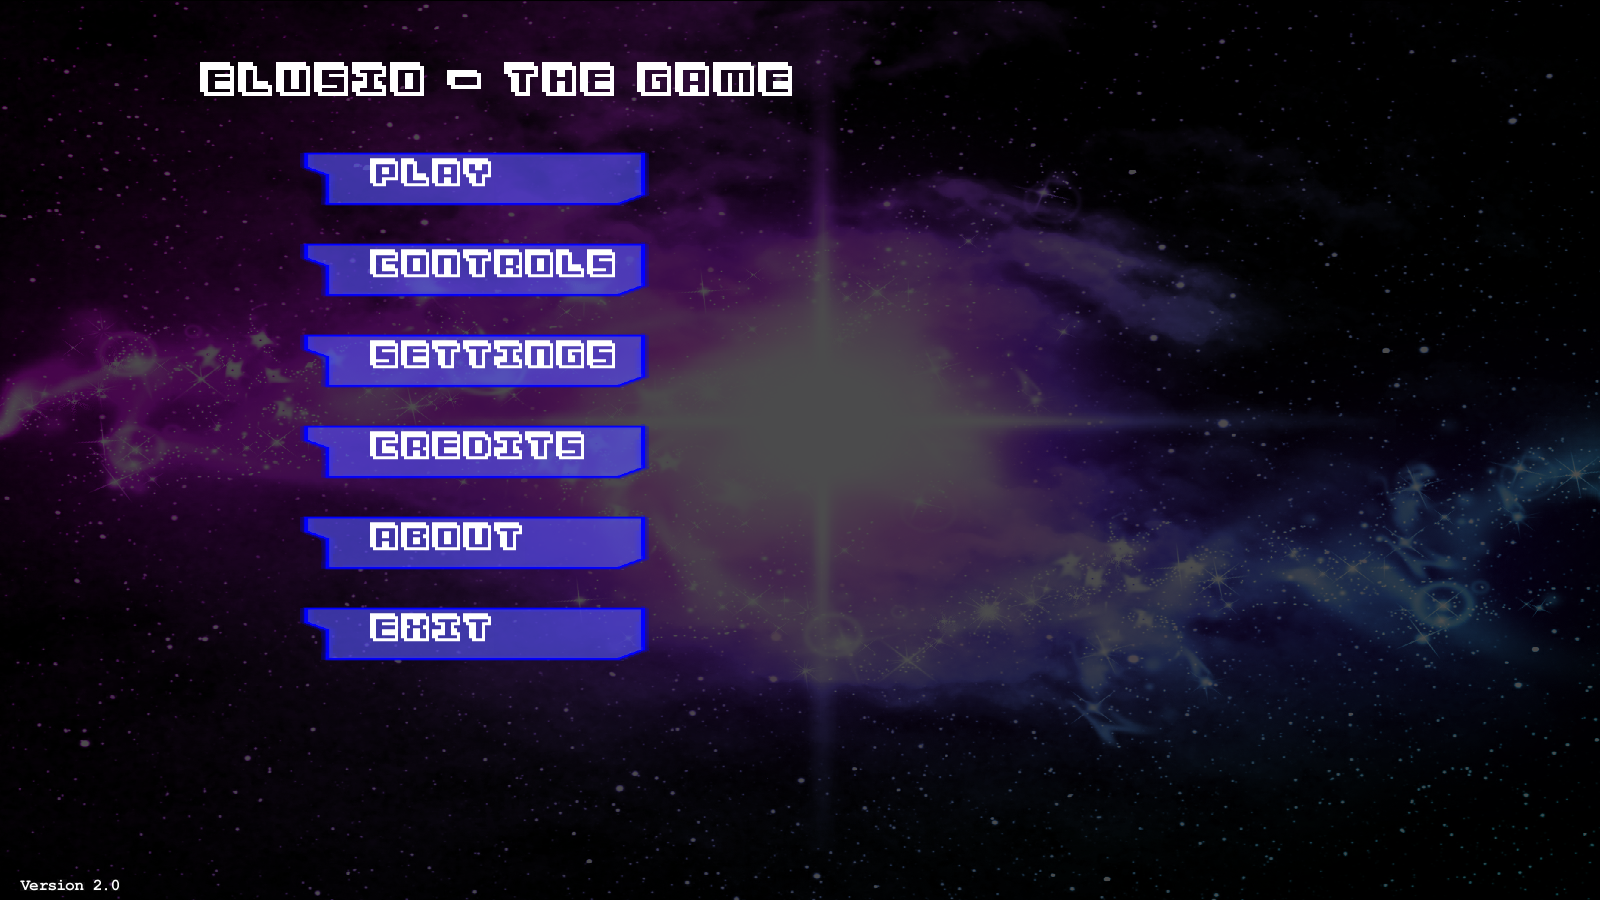 ELUSIO - THE GAME
PLAY
CONTROLS
SETTINGS
CREDITS
ABOUT
EXIT
Version 2.0